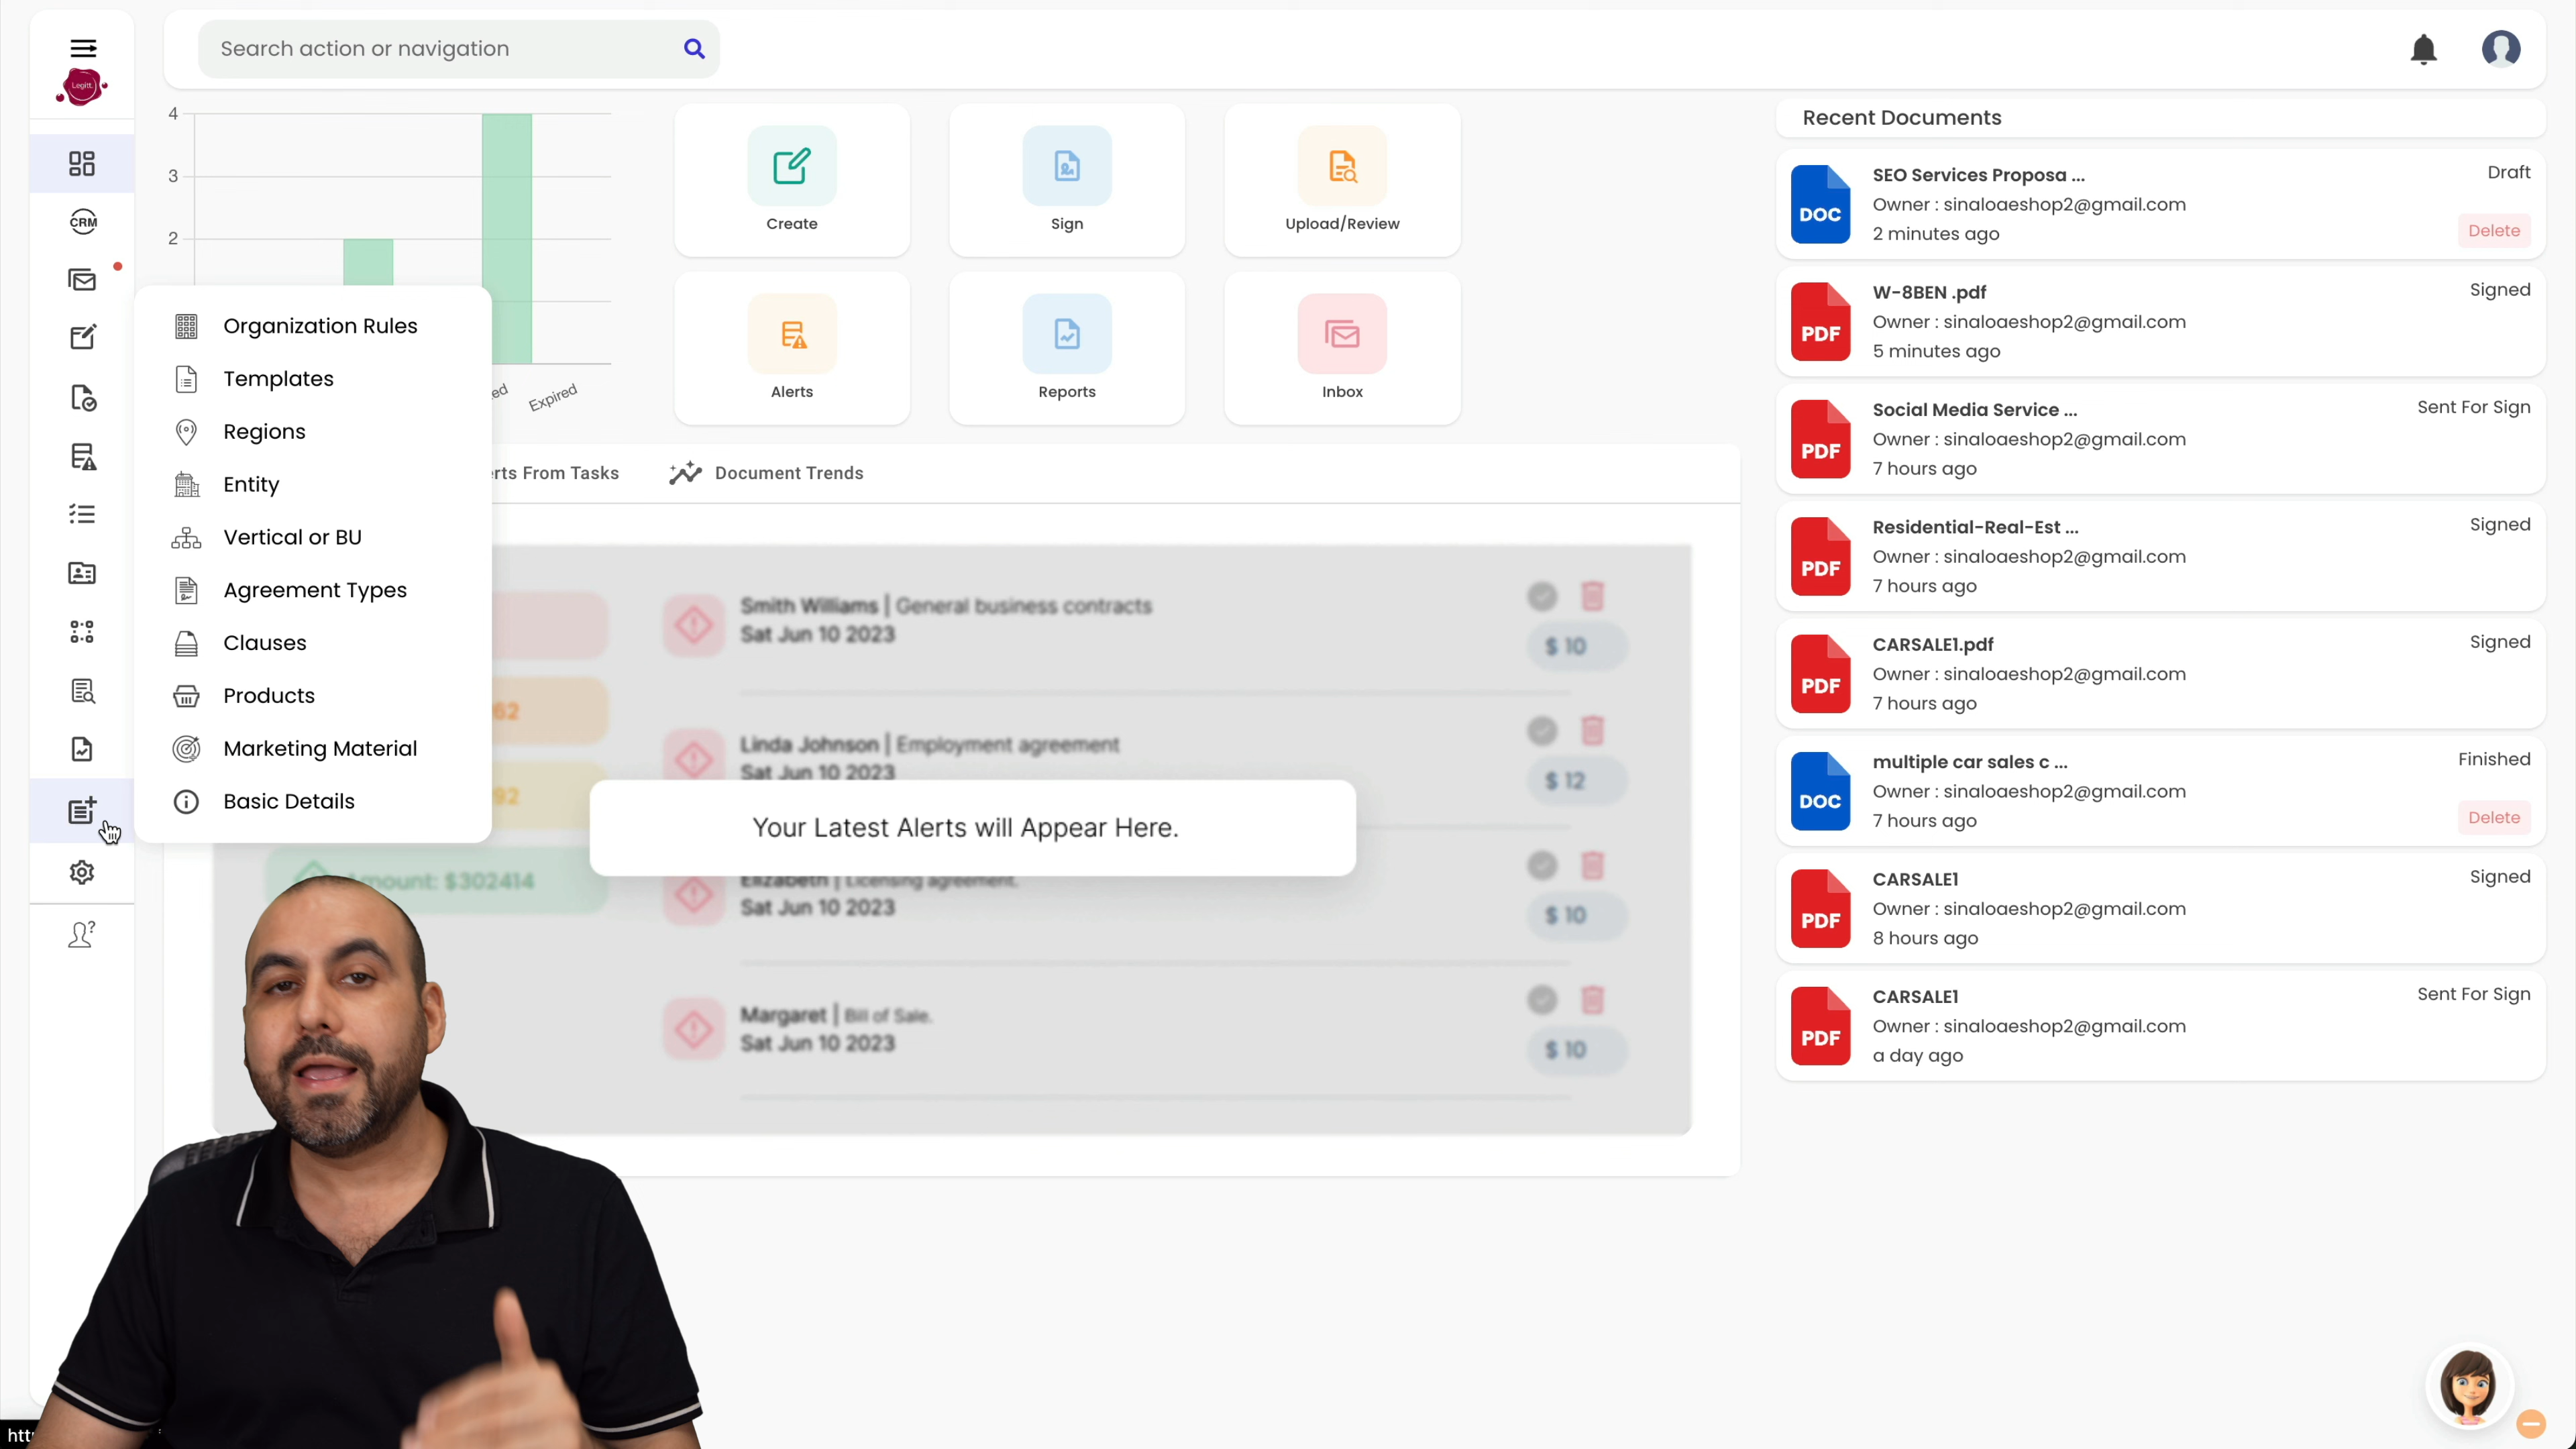 Search action or navigation
Legitt
CRM
4
3
2
Expired
Organization Rules
Templates
Regions
Entity
Vertical or BU
Agreement Types
Clauses
Products
Marketing Material
Basic Details
Create
Sign
Upload/Review
Alerts
Reports
Inbox
From Tasks
Document Trends
Smith Williams | General business contracts
Sat Jun 10 2023
$ 10
62
Linda Johnson | Employment agreement
Sat Jun 10 2023
$ 12
92
Your Latest Alerts will Appear Here.
Amount: $302414
Elizabeth | Licensing agreement.
Sat Jun 10 2023
$ 10
Margaret | Bill of Sale.
Sat Jun 10 2023
$ 10
Recent Documents
DOC
SEO Services Proposa ...
Draft
Owner : sinaloaeshop2@gmail.com
2 minutes ago
Delete
PDF
W-8BEN .pdf
Signed
Owner : sinaloaeshop2@gmail.com
5 minutes ago
PDF
Social Media Service ...
Sent For Sign
Owner : sinaloaeshop2@gmail.com
7 hours ago
PDF
Residential-Real-Est ...
Signed
Owner : sinaloaeshop2@gmail.com
7 hours ago
PDF
CARSALE1.pdf
Signed
Owner : sinaloaeshop2@gmail.com
7 hours ago
DOC
multiple car sales c ...
Finished
Owner : sinaloaeshop2@gmail.com
7 hours ago
Delete
PDF
CARSALE1
Signed
Owner : sinaloaeshop2@gmail.com
8 hours ago
PDF
CARSALE1
Sent For Sign
Owner : sinaloaeshop2@gmail.com
a day ago